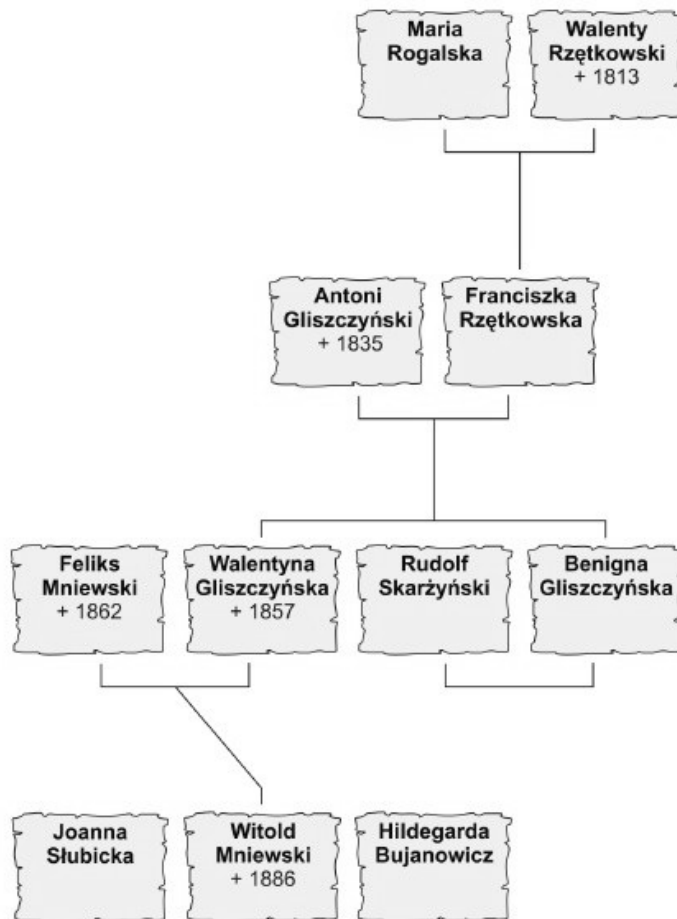 Maria
Rogalska
Walenty
Rzętkowski
+ 1813
Antoni
Gliszczyński
+ 1835
Franciszka
Rzętkowska
Feliks
Mniewski
+ 1862
Walentyna
Gliszczyńska
+ 1857
Rudolf
Skarżyński
Benigna
Gliszczyńska
Joanna
Słubicka
Witold
Mniewski
+ 1886
Hildegarda
Bujanowicz